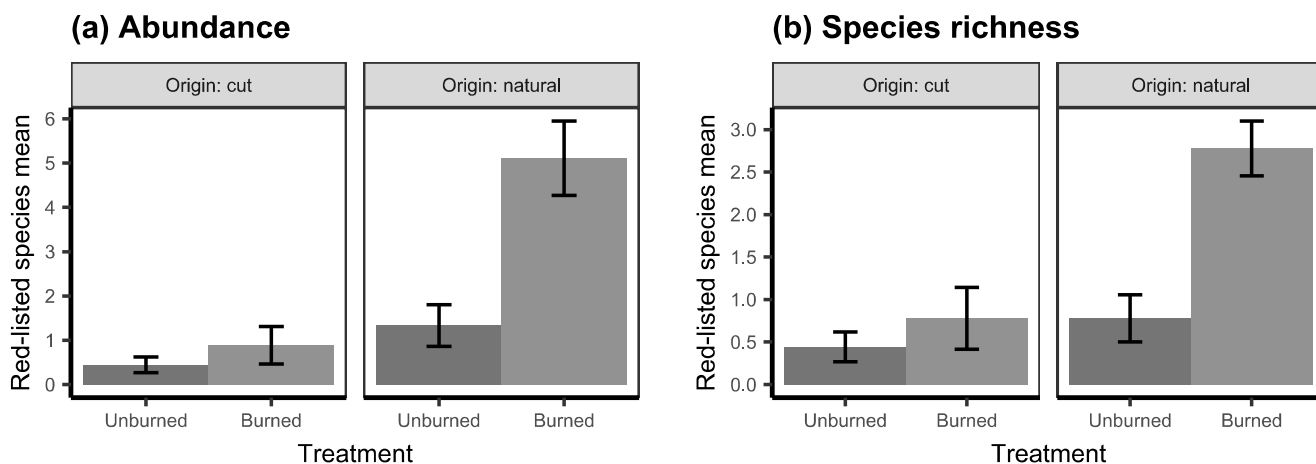 (a) Abundance
Origin: cut
Origin: natural
Red-listed species mean
6
5
4
3
2
1
0
Unburned
Burned
Unburned
Burned
Treatment
(b) Species richness
Origin: cut
Origin: natural
Red-listed species mean
3.0
2.5
2.0
1.5
1.0
0.5
0.0
Unburned
Burned
Unburned
Burned
Treatment